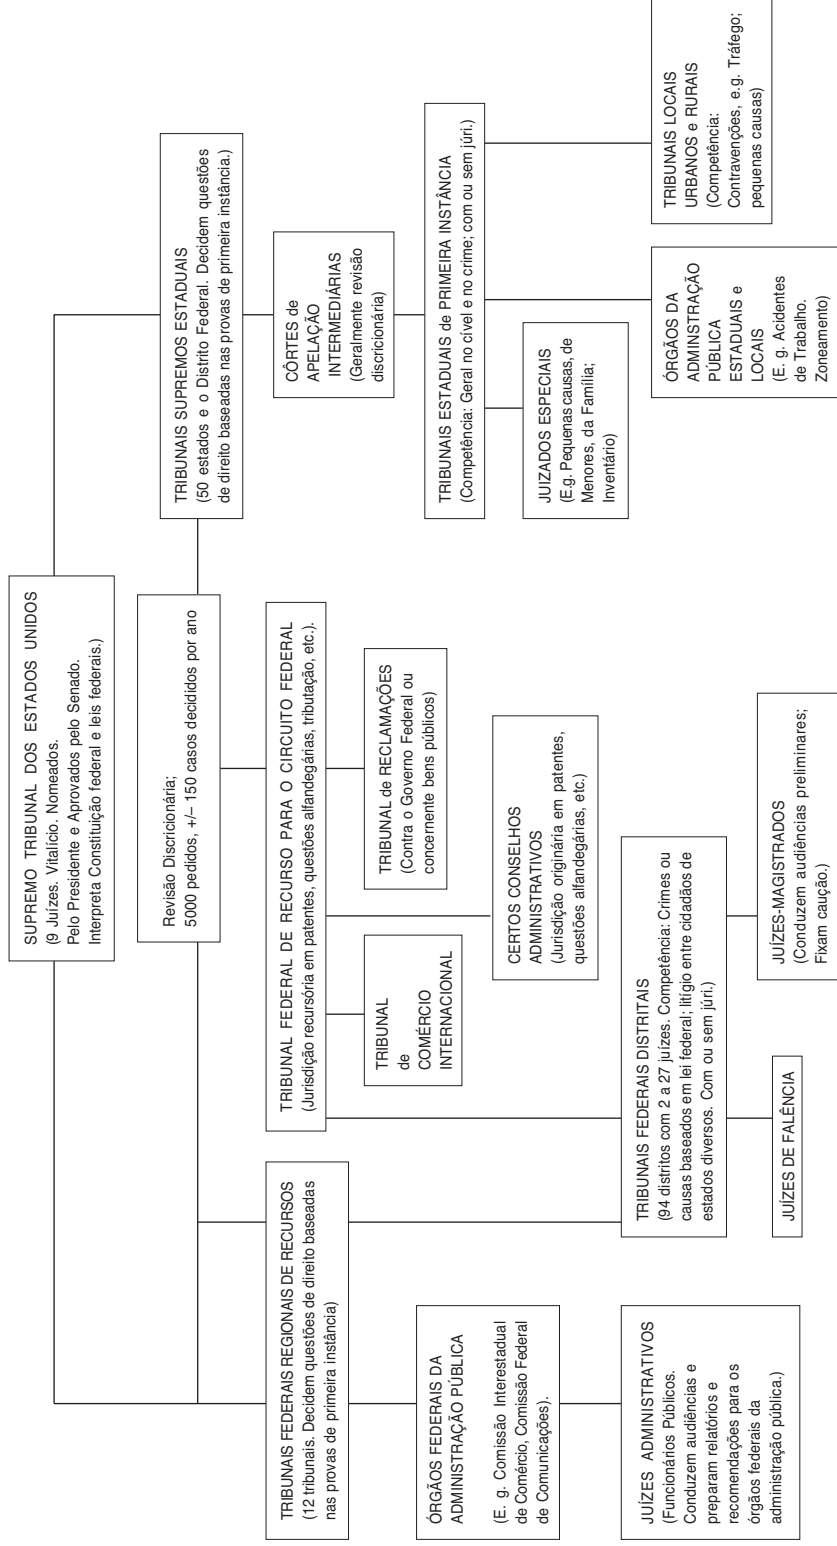 SUPREMO TRIBUNAL DOS ESTADOS UNIDOS
(9 Juízes. Vitalício. Nomeados.
Pelo Presidente e Aprovados pelo Senado.
Interpreta Constituição federal e leis federais.)
Revisão Discricionária;
5000 pedidos, +/– 150 casos decididos por ano
TRIBUNAIS SUPREMOS ESTADUAIS
(50 estados e o Distrito Federal. Decidem questões
de direito baseadas nas provas de primeira instância.)
TRIBUNAIS FEDERAIS REGIONAIS DE RECURSOS
(12 tribunais. Decidem questões de direito baseadas
nas provas de primeira instância)
TRIBUNAL FEDERAL DE RECURSO PARA O CIRCUITO FEDERAL
(Jurisdição recursória em patentes, questões alfandegárias, tributação, etc.).
CÔRTES de
APELAÇÃO
INTERMEDIÁRIAS
(Geralmente revisão
discricionária)
TRIBUNAL
de
COMÉRCIO
INTERNACIONAL
TRIBUNAL de RECLAMAÇÕES
(Contra o Governo Federal ou
concernente bens públicos)
ÓRGÃOS FEDERAIS DA
ADMINISTRAÇÃO PÚBLICA
(E. g. Comissão Interestadual
de Comércio, Comissão Federal
de Comunicações).
TRIBUNAIS ESTADUAIS de PRIMEIRA INSTÂNCIA
(Competência: Geral no cível e no crime; com ou sem júri.)
CERTOS CONSELHOS
ADMINISTRATIVOS
(Jurisdição originária em patentes,
questões alfandegárias, etc.)
JUIZADOS ESPECIAIS
(E.g. Pequenas causas, de
Menores, da Família;
Inventário)
JUÍZES ADMINISTRATIVOS
(Funcionários Públicos.
Conduzem audiências e
preparam relatórios e
recomendações para os
órgãos federais da
administração pública.)
TRIBUNAIS FEDERAIS DISTRITAIS
(94 distritos com 2 a 27 juízes. Competência: Crimes ou
causas baseados em lei federal; litígio entre cidadãos de
estados diversos. Com ou sem júri.)
ÓRGÃOS DA
ADMINSTRAÇÃO
PÚBLICA
ESTADUAIS e
LOCAIS
(E. g. Acidentes
de Trabalho.
Zoneamento)
TRIBUNAIS LOCAIS
URBANOS e RURAIS
(Competência:
Contravenções, e.g. Tráfego;
pequenas causas)
JUÍZES DE FALÊNCIA
JUÍZES-MAGISTRADOS
(Conduzem audiências preliminares;
Fixam caução.)